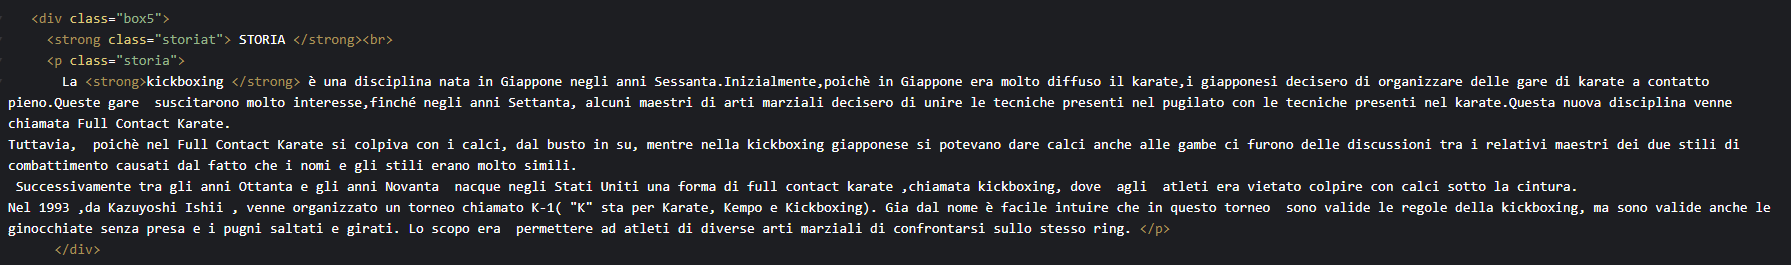 <div class="box5">
<strong class="storiat"> STORIA </strong><br>
<p class="storia">
La <strong>kickboxing </strong> è una disciplina nata in Giappone negli anni Sessanta.Inizialmente,poichè in Giappone era molto diffuso il karate,i giapponesi decisero di organizzare delle gare di karate a contatto
pieno.Queste gare  suscitarono molto interesse,finché negli anni Settanta, alcuni maestri di arti marziali decisero di unire le tecniche presenti nel pugilato con le tecniche presenti nel karate.Questa nuova disciplina venne
chiamata Full Contact Karate.
Tuttavia,  poichè nel Full Contact Karate si colpiva con i calci, dal busto in su, mentre nella kickboxing giapponese si potevano dare calci anche alle gambe ci furono delle discussioni tra i relativi maestri dei due stili di
combattimento causati dal fatto che i nomi e gli stili erano molto simili.
Successivamente tra gli anni Ottanta e gli anni Novanta  nacque negli Stati Uniti una forma di full contact karate ,chiamata kickboxing, dove  agli  atleti era vietato colpire con calci sotto la cintura.
Nel 1993 ,da Kazuyoshi Ishii , venne organizzato un torneo chiamato K-1( "K" sta per Karate, Kempo e Kickboxing). Gia dal nome è facile intuire che in questo torneo  sono valide le regole della kickboxing, ma sono valide anche le
ginocchiate senza presa e i pugni saltati e girati. Lo scopo era  permettere ad atleti di diverse arti marziali di confrontarsi sullo stesso ring. </p>
</div>